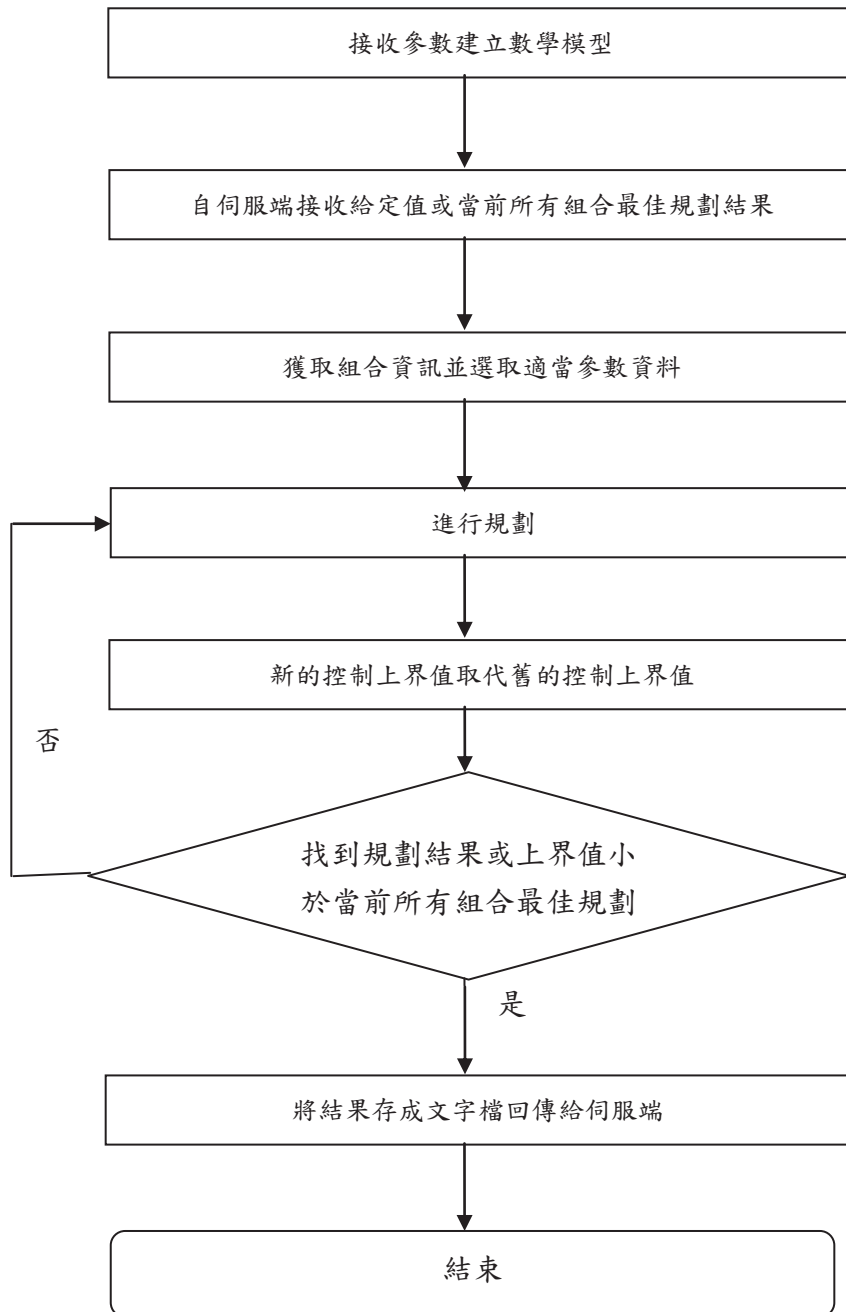 接收參數建立數學模型
自伺服端接收給定值或當前所有組合最佳規劃結果
獲取組合資訊並選取適當參數資料
進行規劃
新的控制上界值取代舊的控制上界值
否
找到規劃結果或上界值小
於當前所有組合最佳規劃
是
將結果存成文字檔回傳給伺服端
結束